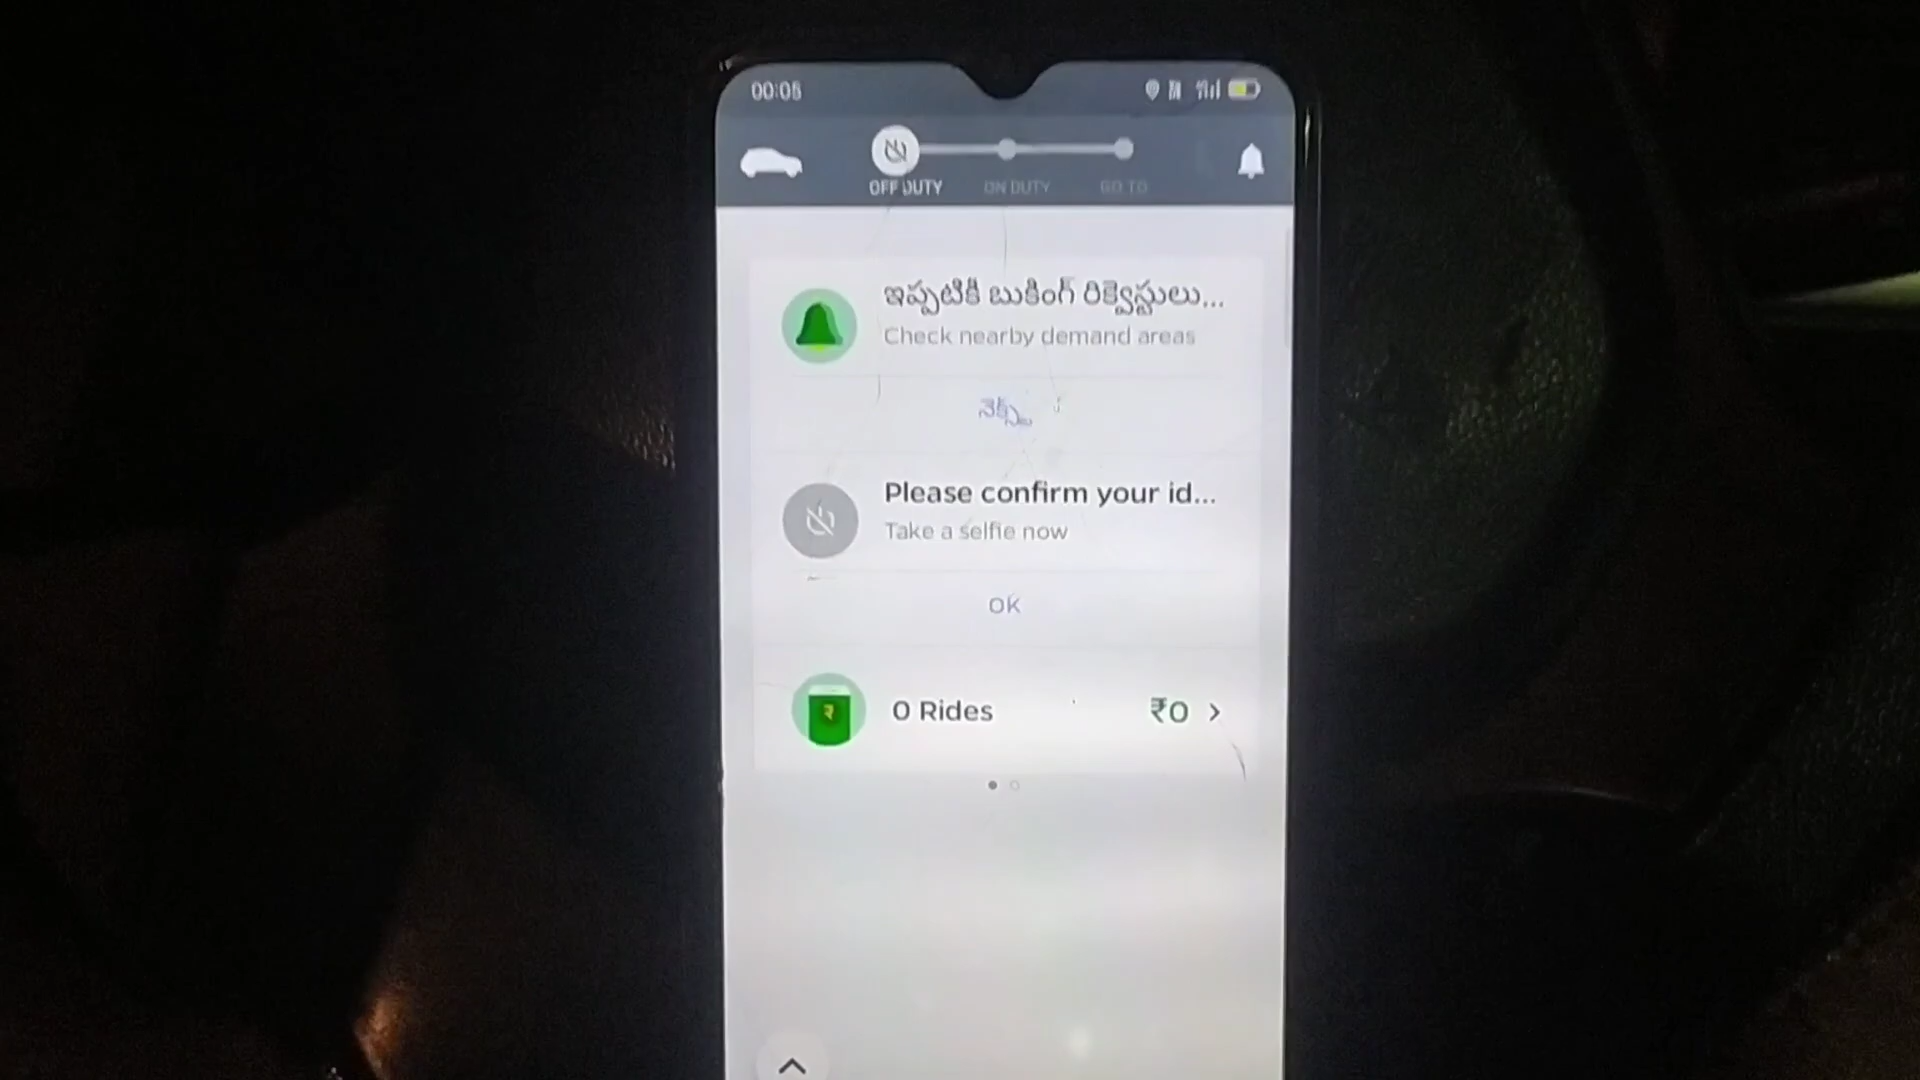 00:05
OFF DUTY
ON DUTY
GO TO
ఇప్పటికీ బుకింగ్ రిక్వెస్టులు...
Check nearby demand areas
నెక్స్ట్
Please confirm your id...
Take a selfie now
OK
0 Rides
₹0 >